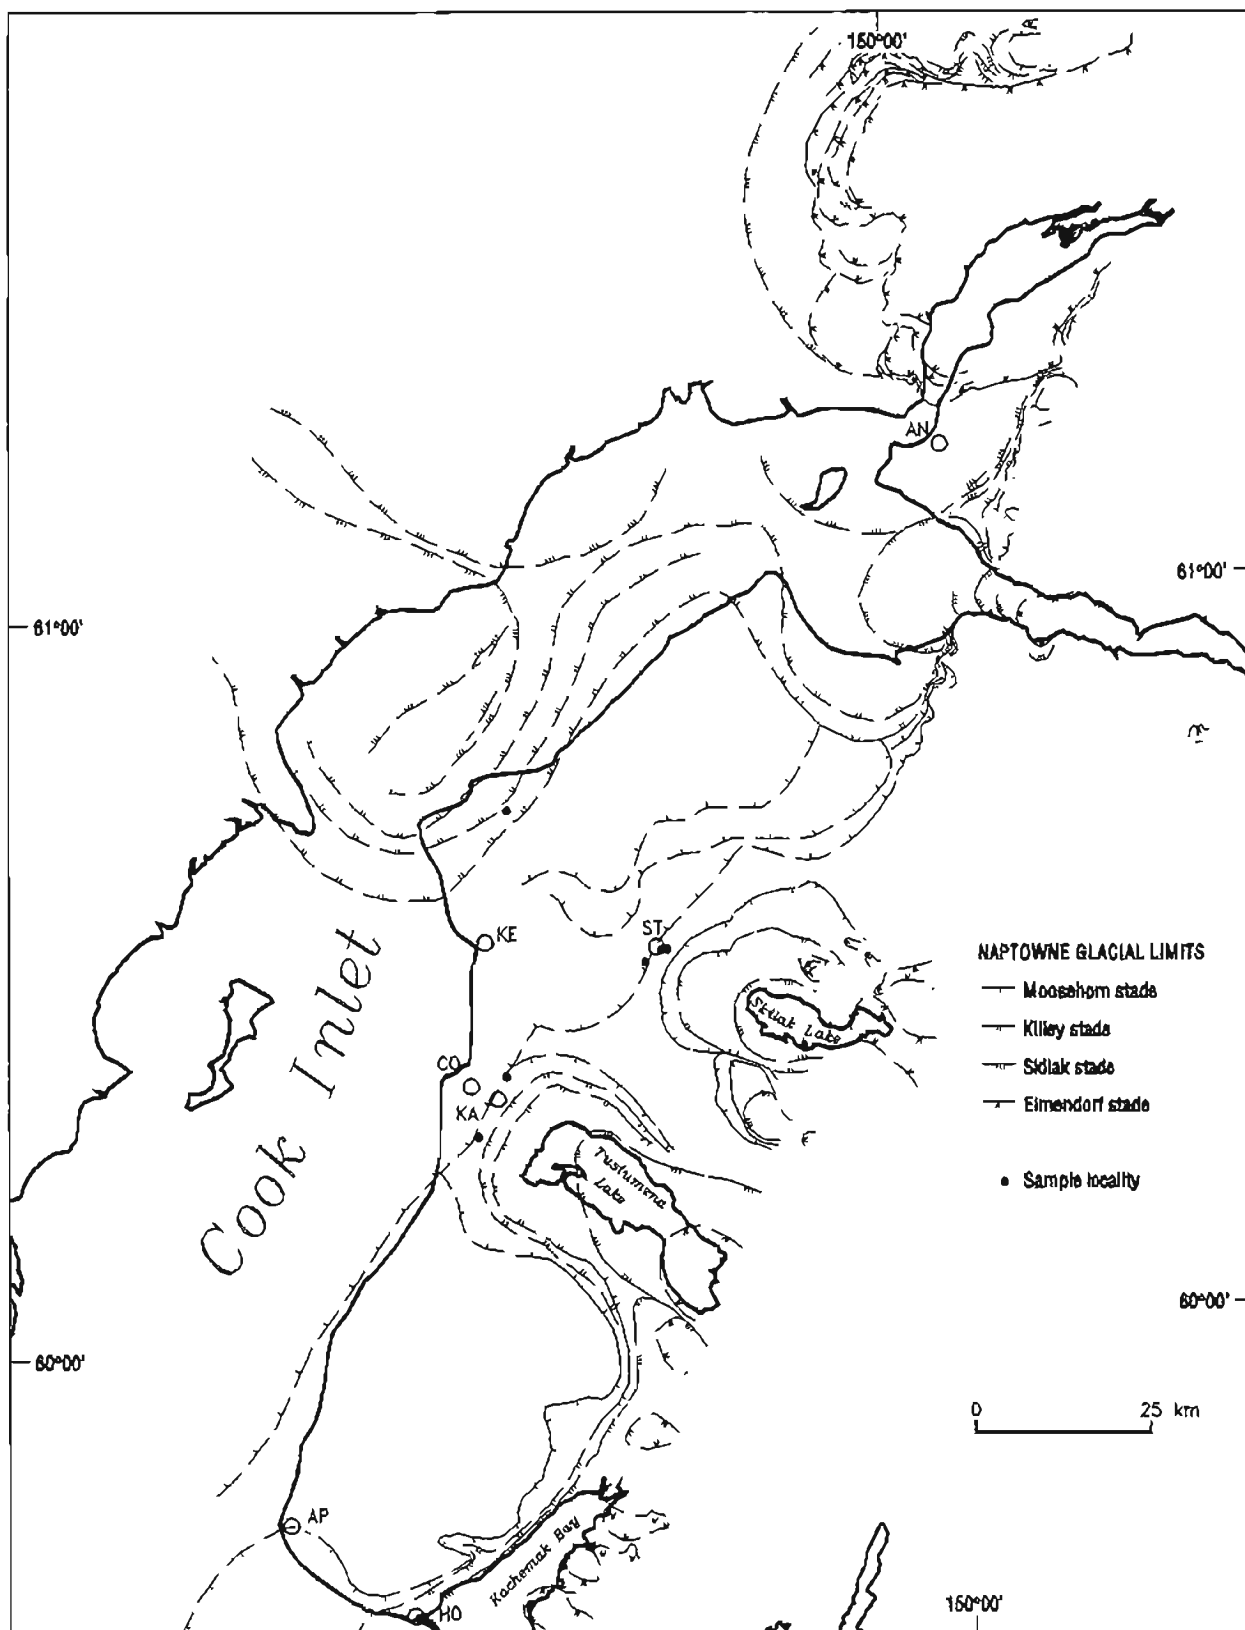 150°00'
AN
61°00'
61°00'
KE
ST
Cook Inlet
NAPTOWNE GLACIAL LIMITS
Moosehorn stade
Killey stade
Skilak stade
Elmendorf stade
Sample locality
Skilak Lake
CO
KA
Tustumena
Lake
60°00'
60°00'
0 25 km
AP
Kachemak Bay
HO
150°00'